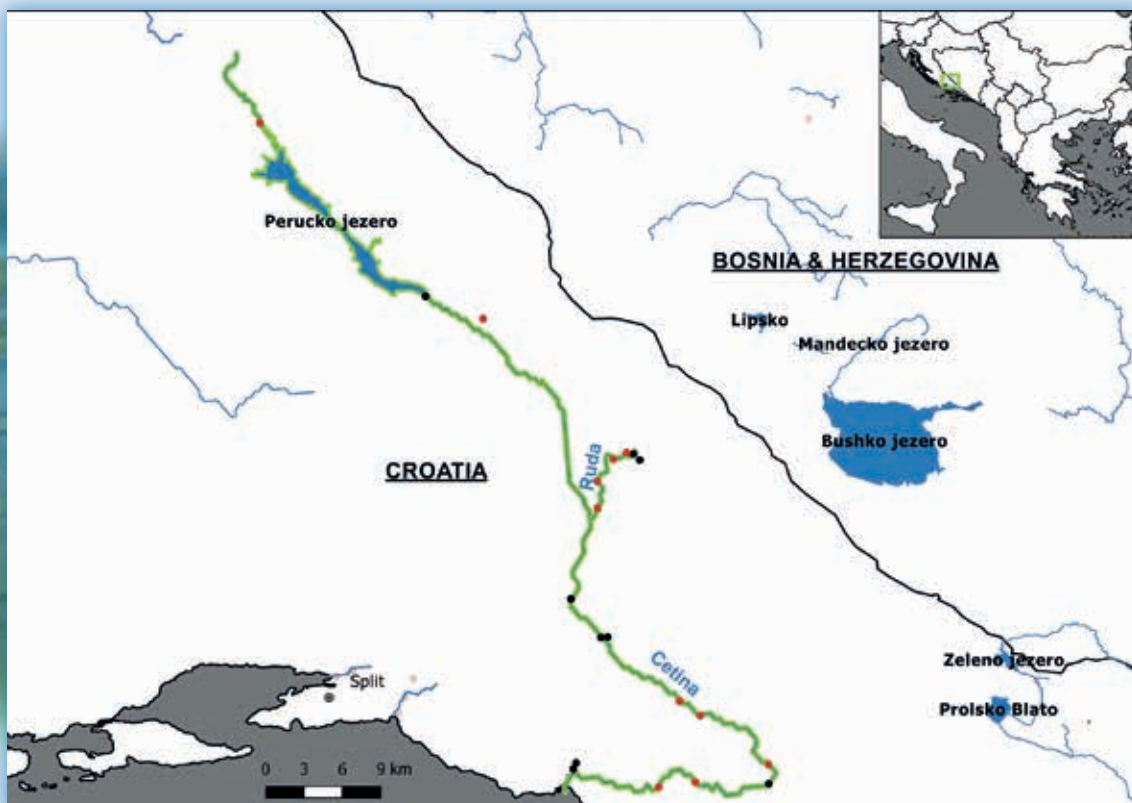 Perucko jezero
BOSNIA & HERZEGOVINA
Lipsko
Mandecko jezero
Bushko jezero
CROATIA
Ruda
Cetina
Zeleno jezero
Split
Prolsko Blato
0 3 6 9 km